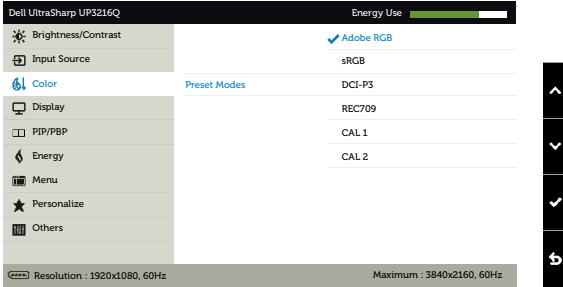 Dell UltraSharp UP3216Q Energy Use
Brightness/Contrast Adobe RGB
Input Source sRGB
Color Preset Modes DCI-P3
Display REC709
PIP/PBP CAL 1
Energy CAL 2
Menu
Personalize
Others
Resolution : 1920x1080, 60Hz Maximum : 3840x2160, 60Hz